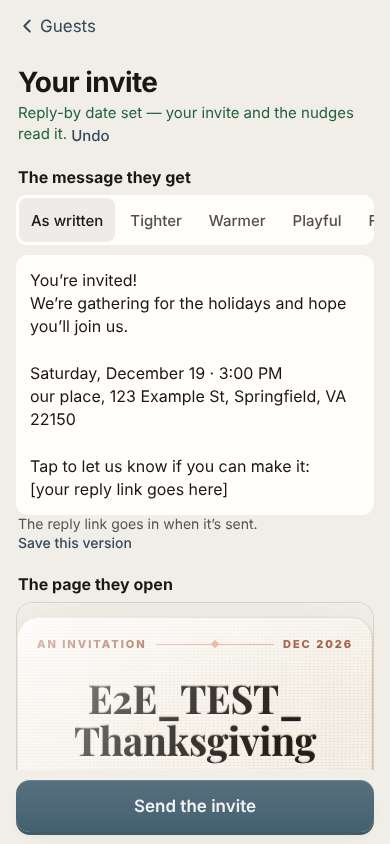 Guests
Your invite
Reply-by date set — your invite and the nudges
read it. Undo
The message they get
As written Tighter Warmer Playful
You’re invited!
We’re gathering for the holidays and hope
you’ll join us.
Saturday, December 19 · 3:00 PM
our place, 123 Example St, Springfield, VA
22150
Tap to let us know if you can make it:
[your reply link goes here]
The reply link goes in when it’s sent.
Save this version
The page they open
AN INVITATION DEC 2026
E2E_TEST_
Thanksgiving
Send the invite